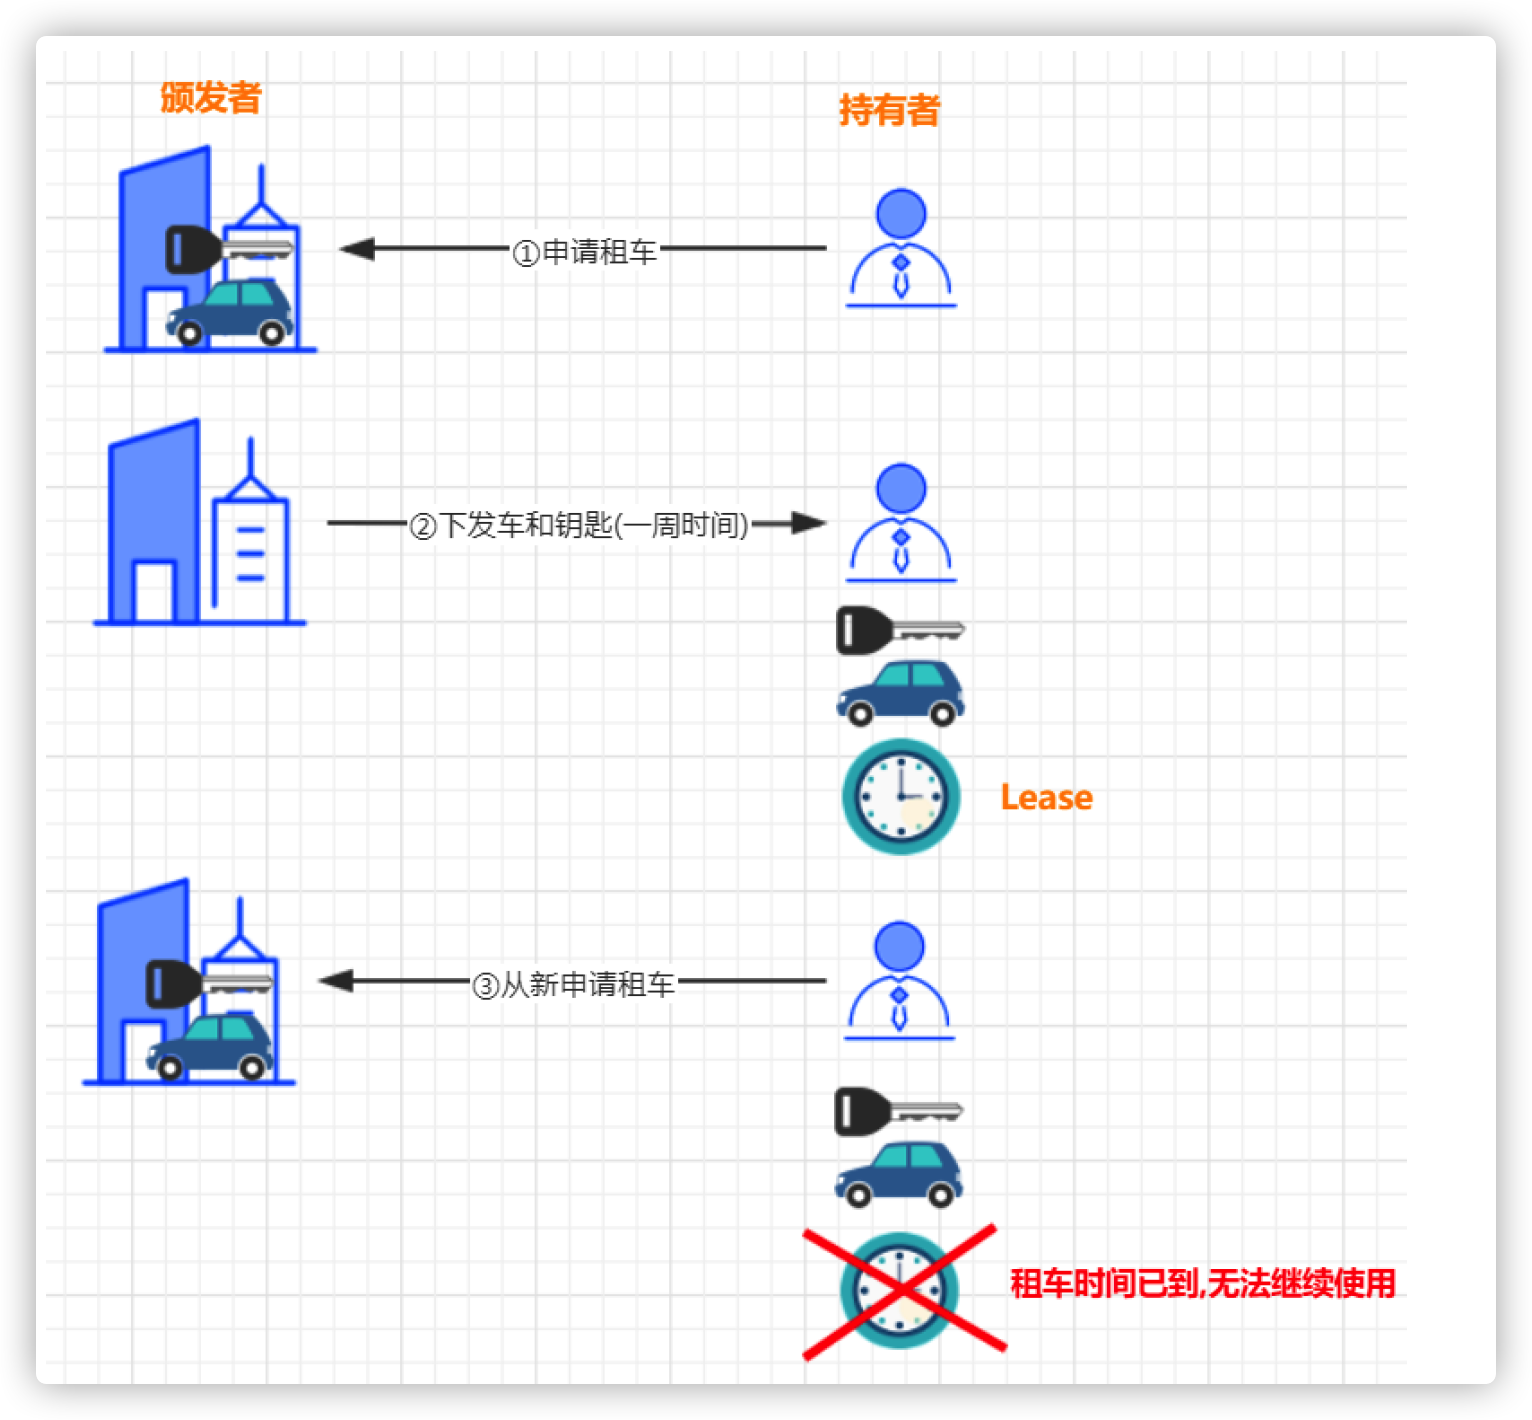 颁发者
持有者
①申请租车
②下发车和钥匙(一周时间)
Lease
③从新申请租车
租车时间已到,无法继续使用